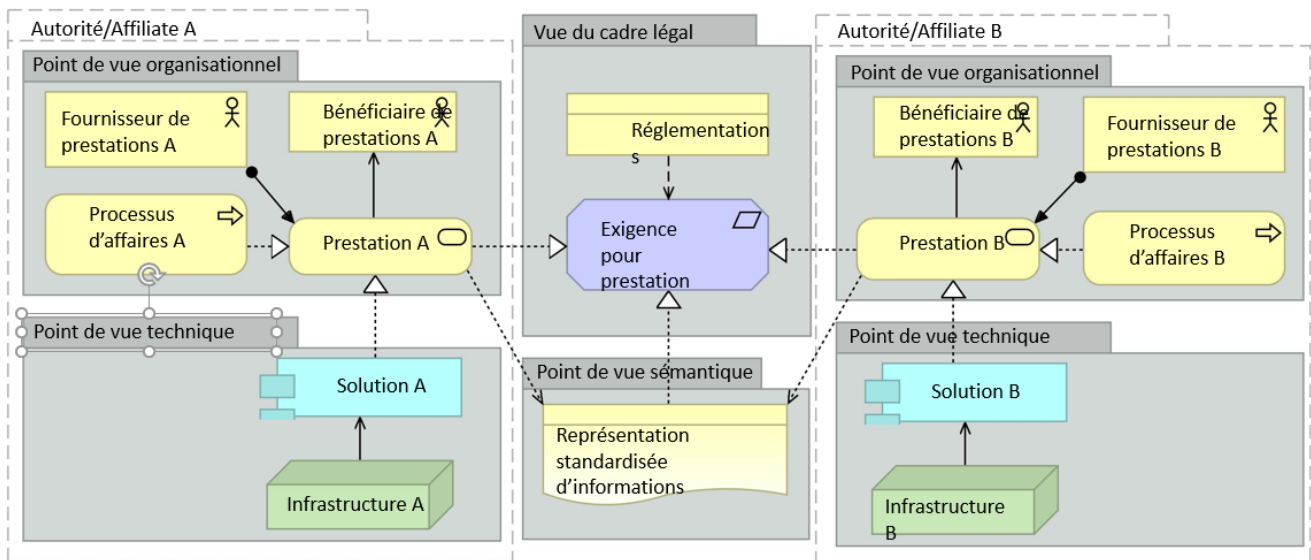 Autorité/Affiliate A
Point de vue organisationnel
Fournisseur de
prestations A
Bénéficiaire de
prestations A
Processus
d’affaires A
Prestation A
Point de vue technique
Solution A
Infrastructure A
Vue du cadre légal
Réglementation
s
Exigence
pour
prestation
Point de vue sémantique
Représentation
standardisée
d’informations
Autorité/Affiliate B
Point de vue organisationnel
Bénéficiaire de
prestations B
Fournisseur de
prestations B
Prestation B
Processus
d’affaires B
Point de vue technique
Solution B
Infrastructure
B